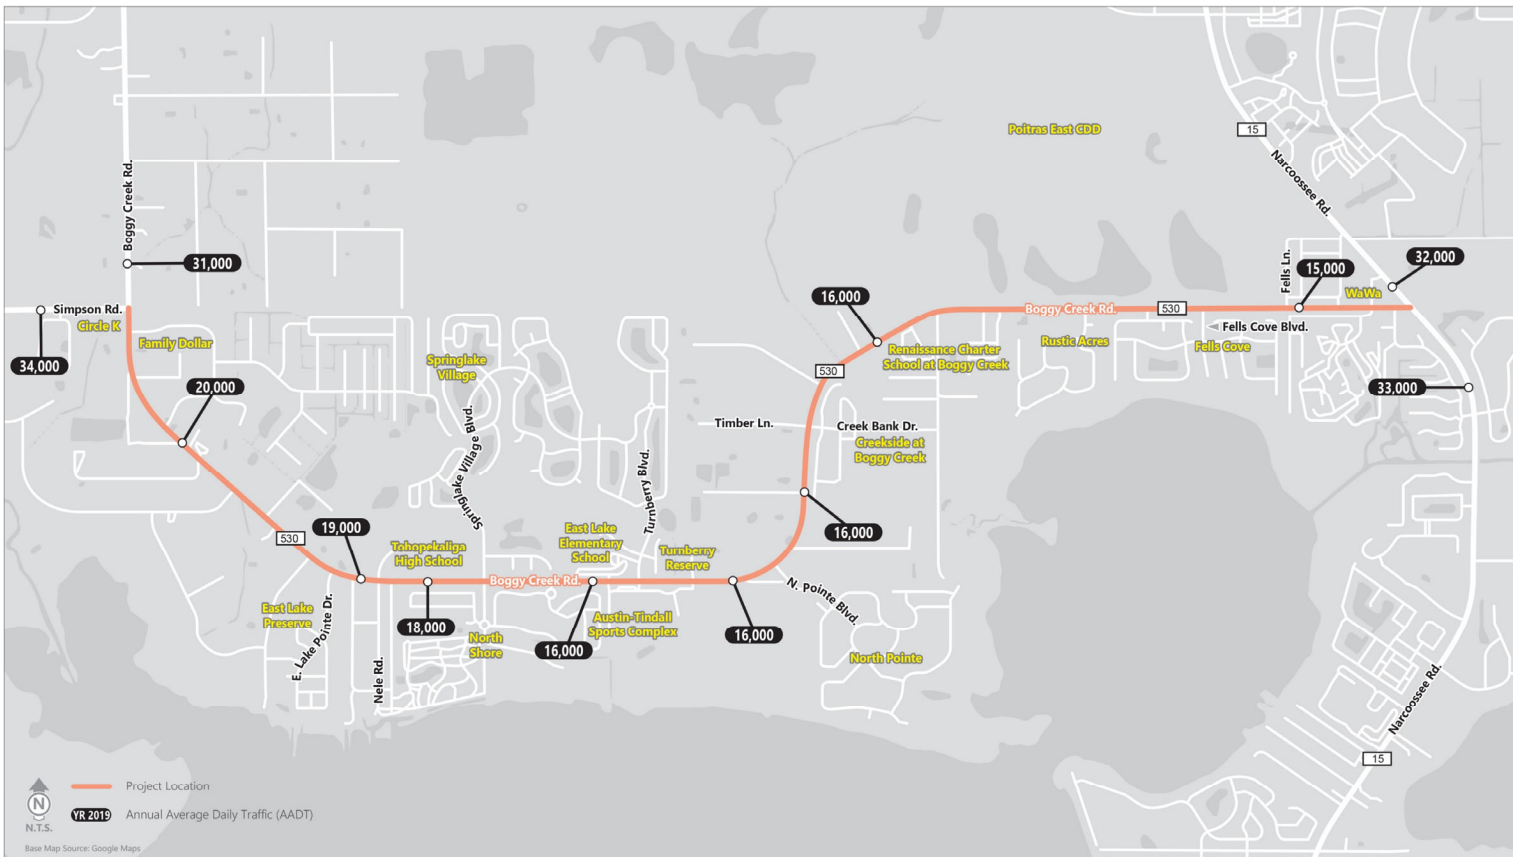 Poitras East CDD
15
Narcoossee Rd.
Boggy Creek Rd.
31,000
Fells Ln.
32,000
15,000
WaWa
16,000
Simpson Rd.
Circle K
Boggy Creek Rd.
530
Fells Cove Blvd.
Fells Cove
Family Dollar
Rustic Acres
Renaissance Charter
School at Boggy Creek
34,000
Springlake
Village
530
20,000
33,000
Springlake Village Blvd.
Timber Ln.
Creek Bank Dr.
Creekside at
Boggy Creek
Turnberry Blvd.
530
19,000
Tohopekaliga
High School
East Lake
Elementary
School
Turnberry
Reserve
16,000
Boggy Creek Rd.
N. Pointe Blvd.
East Lake
Preserve
E. Lake Pointe Dr.
Nele Rd.
18,000
North
Shore
16,000
Austin-Tindall
Sports Complex
16,000
North Pointe
Narcoossee Rd.
15
N
N.T.S.
Project Location
YR 2019
Annual Average Daily Traffic (AADT)
Base Map Source: Google Maps